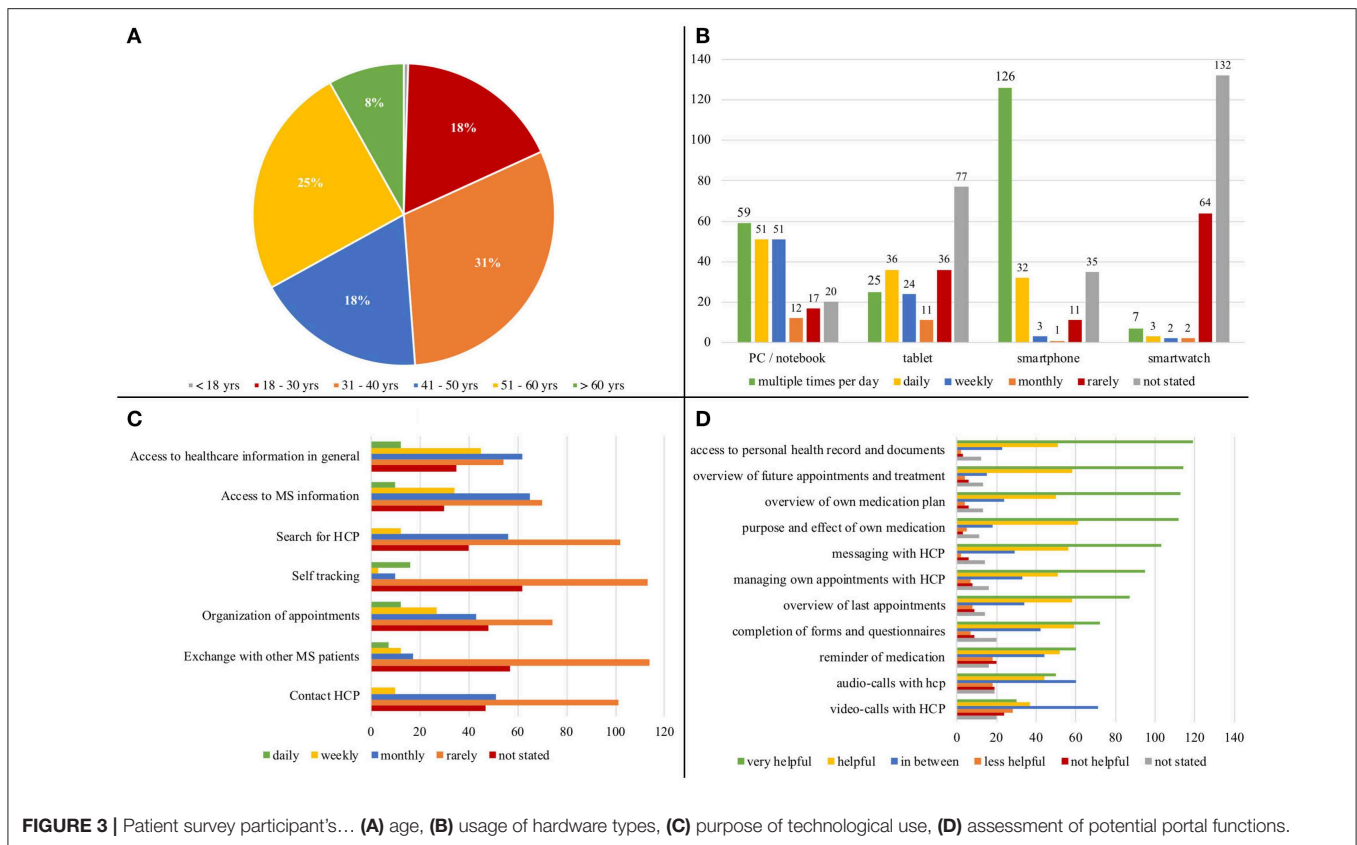 A
8%
18%
25%
31%
18%
< 18 yrs 18 - 30 yrs 31 - 40 yrs 41 - 50 yrs 51 - 60 yrs > 60 yrs
B
140
120
100
80
60
40
20
0
59 51 51 12 17 20
25 36 24 11 36 77
126 32 3 1 11 35
7 3 2 2 64 132
PC / notebook tablet smartphone smartwatch
multiple times per day daily weekly monthly rarely not stated
C
Access to healthcare information in general
Access to MS information
Search for HCP
Self tracking
Organization of appointments
Exchange with other MS patients
Contact HCP
0 20 40 60 80 100 120
daily weekly monthly rarely not stated
D
access to personal health record and documents
overview of future appointments and treatment
overview of own medication plan
purpose and effect of own medication
messaging with HCP
managing own appointments with HCP
overview of last appointments
completion of forms and questionnaires
reminder of medication
audio-calls with hcp
video-calls with HCP
0 20 40 60 80 100 120 140
very helpful helpful in between less helpful not helpful not stated
FIGURE 3 | Patient survey participant's… (A) age, (B) usage of hardware types, (C) purpose of technological use, (D) assessment of potential portal functions.